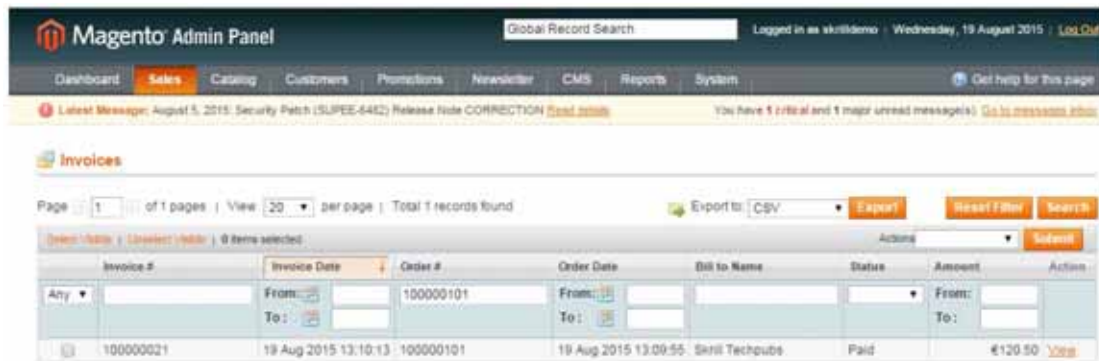 Magento Admin Panel Global Record Search Logged in as skrilldemo Wednesday, 19 August 2015 Log Out
Dashboard Sales Catalog Customers Promotions Newsletter CMS Reports System Get help for this page
Latest Message: August 5, 2015: Security Patch (SUPEE-6482) Release Note CORRECTION Read details You have 1 critical and 1 major unread message(s). Go to messages inbox
Invoices
Page 1 of 1 pages | View 20 per page | Total 1 records found Export to: CSV Export Reset Filter Search
Select Visible | Unselect Visible | 0 items selected Actions Submit
Invoice # Invoice Date Order # Order Date Bill to Name Status Amount Action
Any From: 100000101 From: From:
To: To: To:
100000021 19 Aug 2015 13:10:13 100000101 19 Aug 2015 13:09:55 Skrill Techpubs Paid €120.50 View